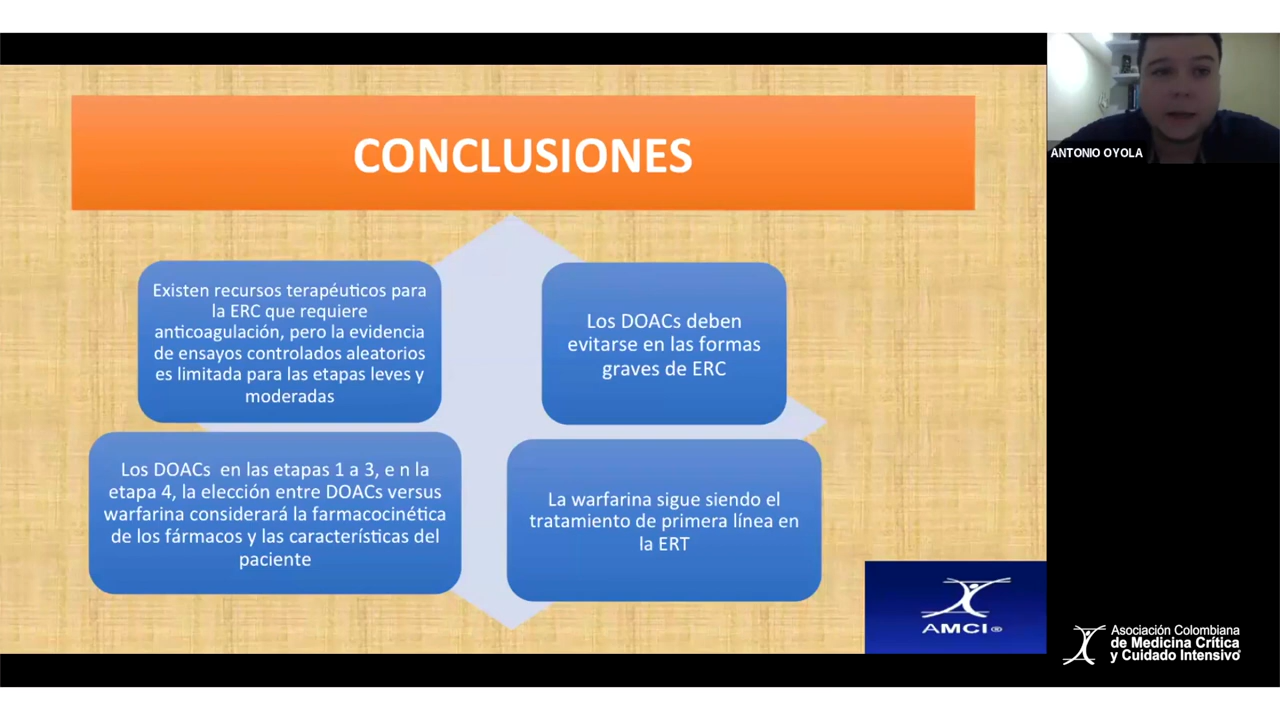 CONCLUSIONES
Existen recursos terapéuticos para
la ERC que requiere
anticoagulación, pero la evidencia
de ensayos controlados aleatorios
es limitada para las etapas leves y
moderadas
Los DOACs deben
evitarse en las formas
graves de ERC
Los DOACs en las etapas 1 a 3, e n la
etapa 4, la elección entre DOACs versus
warfarina considerará la farmacocinética
de los fármacos y las características del
paciente
La warfarina sigue siendo el
tratamiento de primera línea en
la ERT
AMCI®
ANTONIO OYOLA
Asociación Colombiana
de Medicina Crítica
y Cuidado Intensivo